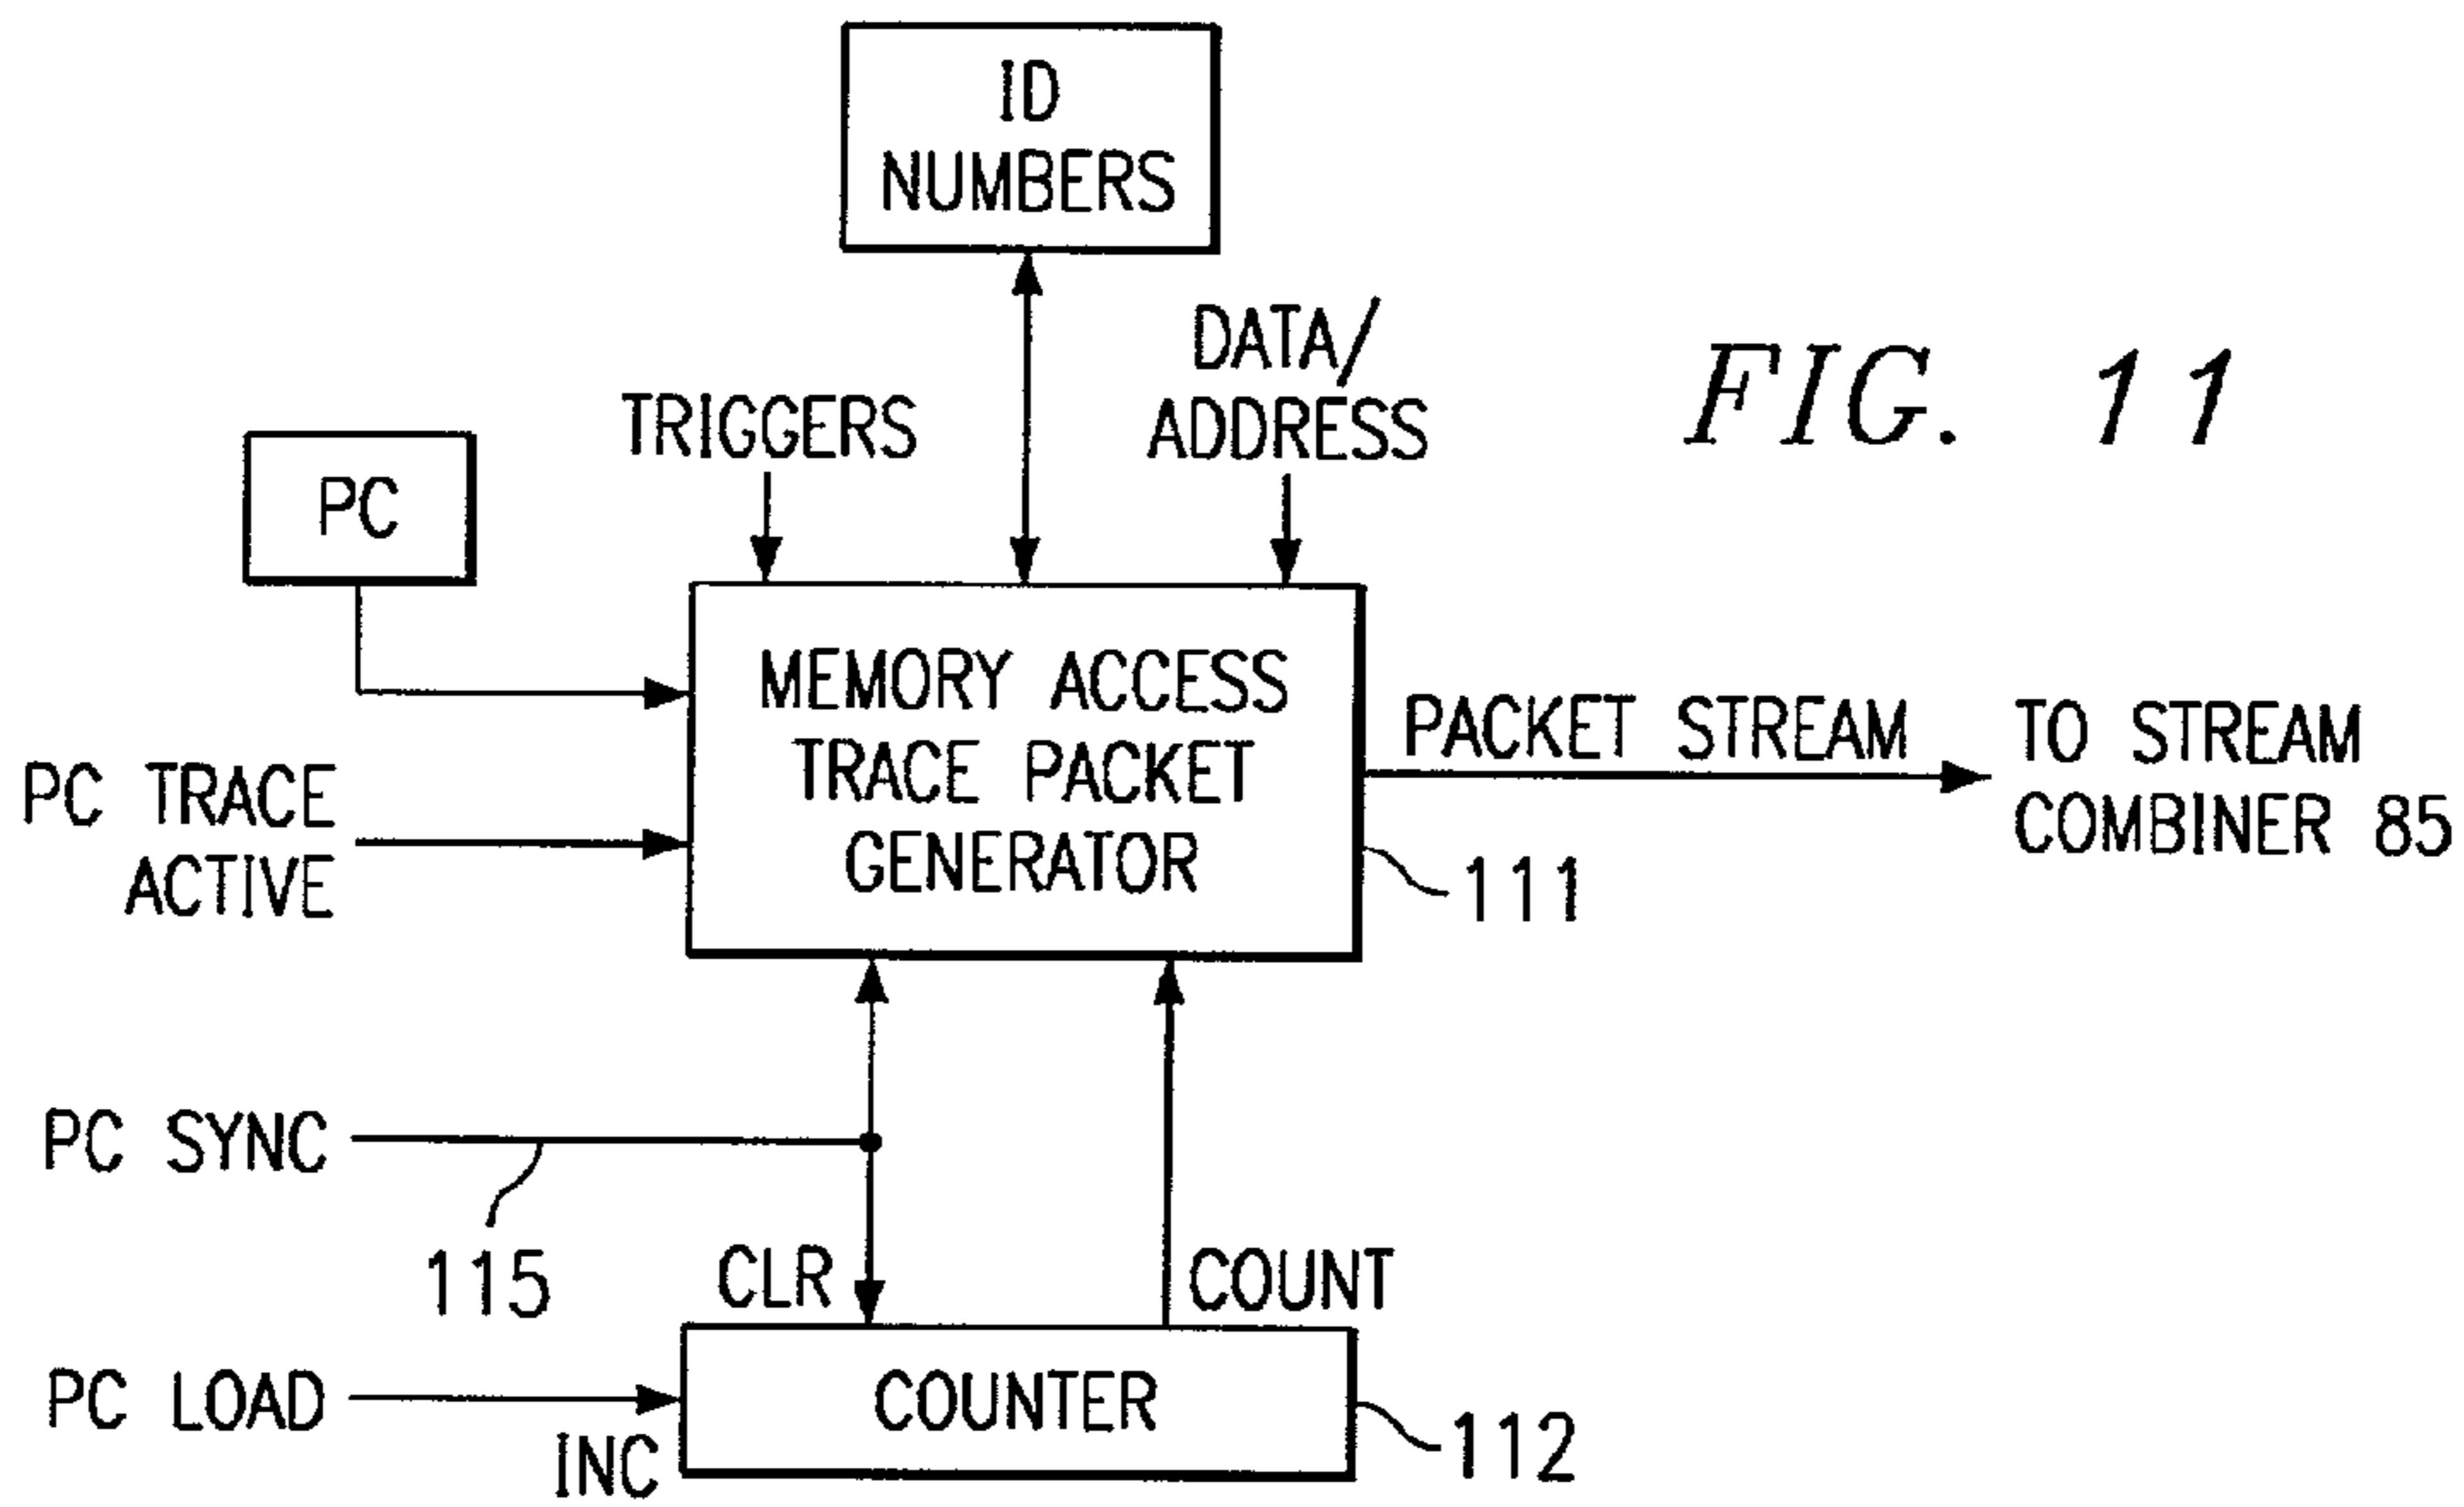 ID
NUMBERS
DATA/
ADDRESS
TRIGGERS
FIG. 11
PC
MEMORY ACCESS
TRACE PACKET
GENERATOR
PACKET STREAM
TO STREAM
COMBINER 85
PC TRACE
ACTIVE
111
PC SYNC
115
CLR
COUNT
PC LOAD
INC
COUNTER
112